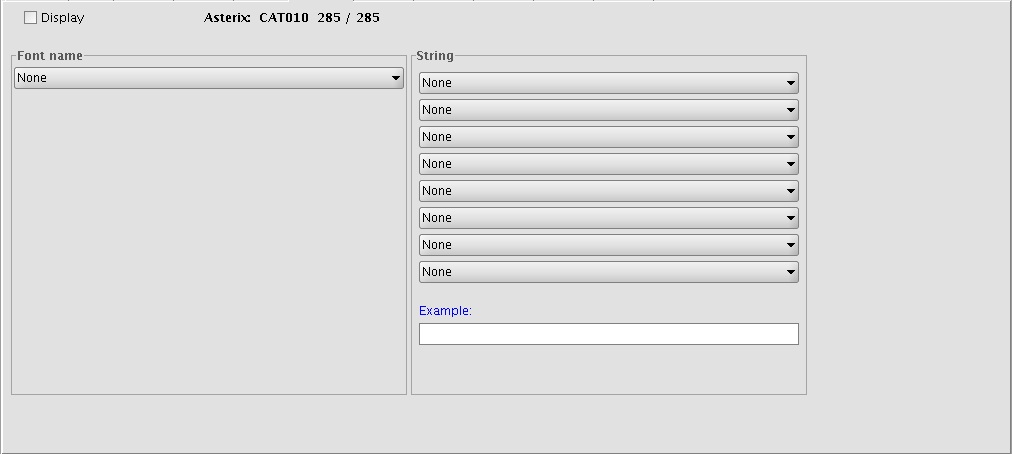 Display
Asterix: CAT010 285 / 285
Font name
None
String
None
None
None
None
None
None
None
None
Example: